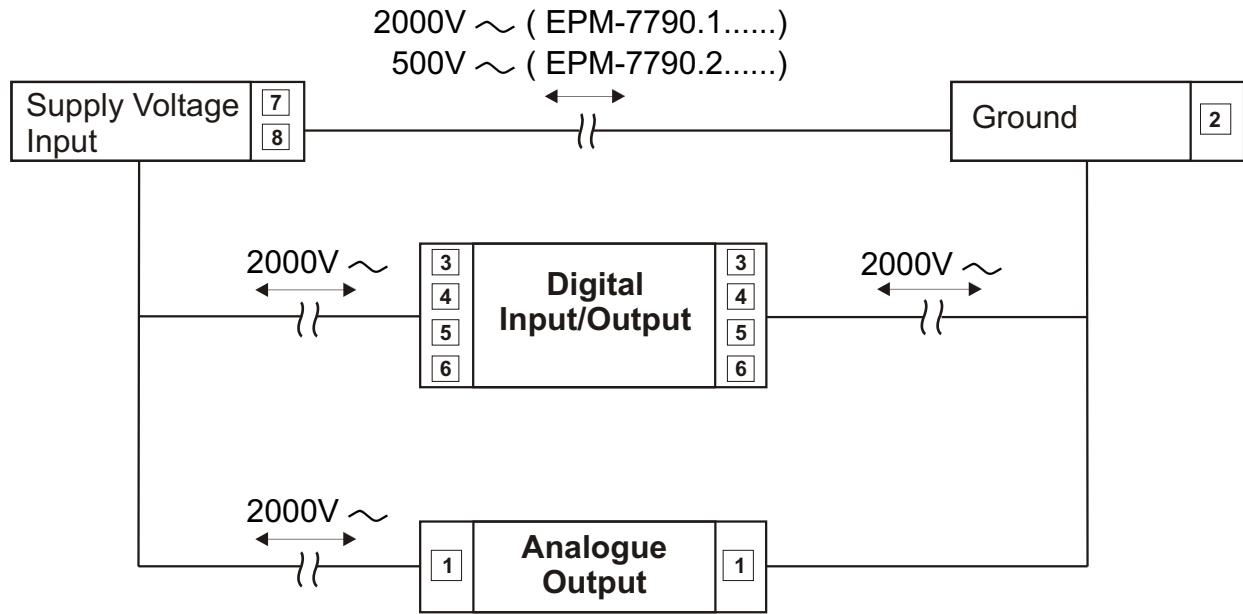 2000V ~ ( EPM-7790.1......)
500V ~ ( EPM-7790.2......)
Supply Voltage
Input
7
8
Ground
2
2000V ~
3
4
5
6
Digital
Input/Output
3
4
5
6
2000V ~
2000V ~
1
Analogue
Output
1